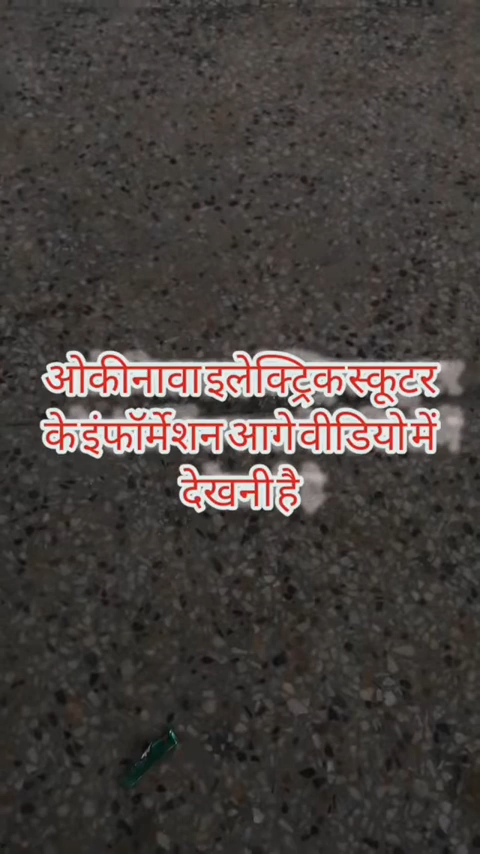 ओकीनावा इलेक्ट्रिक स्कूटर
के इंफॉर्मेशन आगे वीडियो में
देखनी है